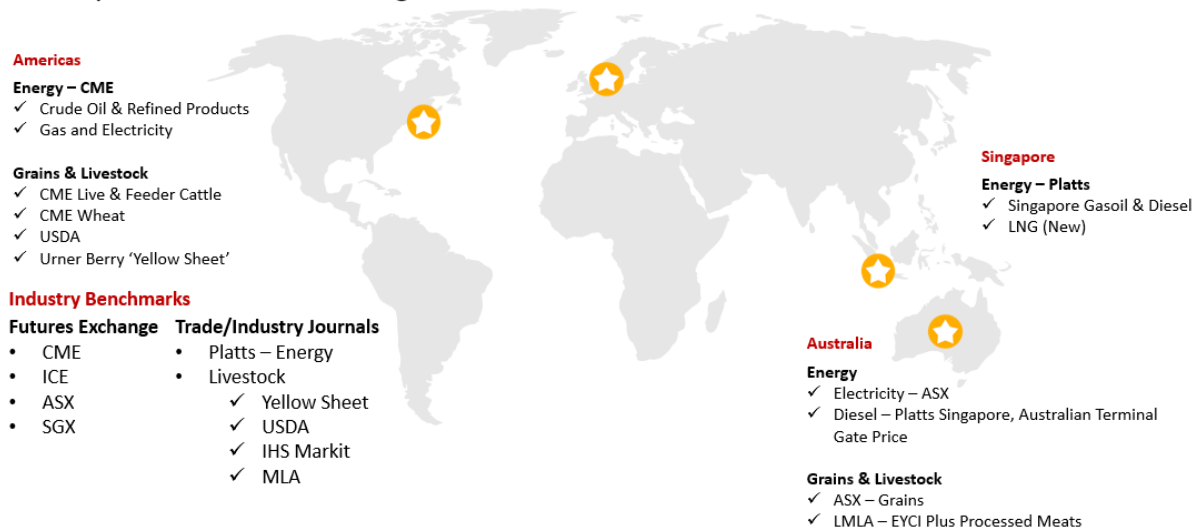 Americas
Energy – CME
✓ Crude Oil & Refined Products
✓ Gas and Electricity
Grains & Livestock
✓ CME Live & Feeder Cattle
✓ CME Wheat
✓ USDA
✓ Urner Berry ‘Yellow Sheet’
Industry Benchmarks
Futures Exchange
• CME
• ICE
• ASX
• SGX
Trade/Industry Journals
• Platts – Energy
• Livestock
✓ Yellow Sheet
✓ USDA
✓ IHS Markit
✓ MLA
Singapore
Energy – Platts
✓ Singapore Gasoil & Diesel
✓ LNG (New)
Australia
Energy
✓ Electricity – ASX
✓ Diesel – Platts Singapore, Australian Terminal
Gate Price
Grains & Livestock
✓ ASX – Grains
✓ LMLA – EYCI Plus Processed Meats